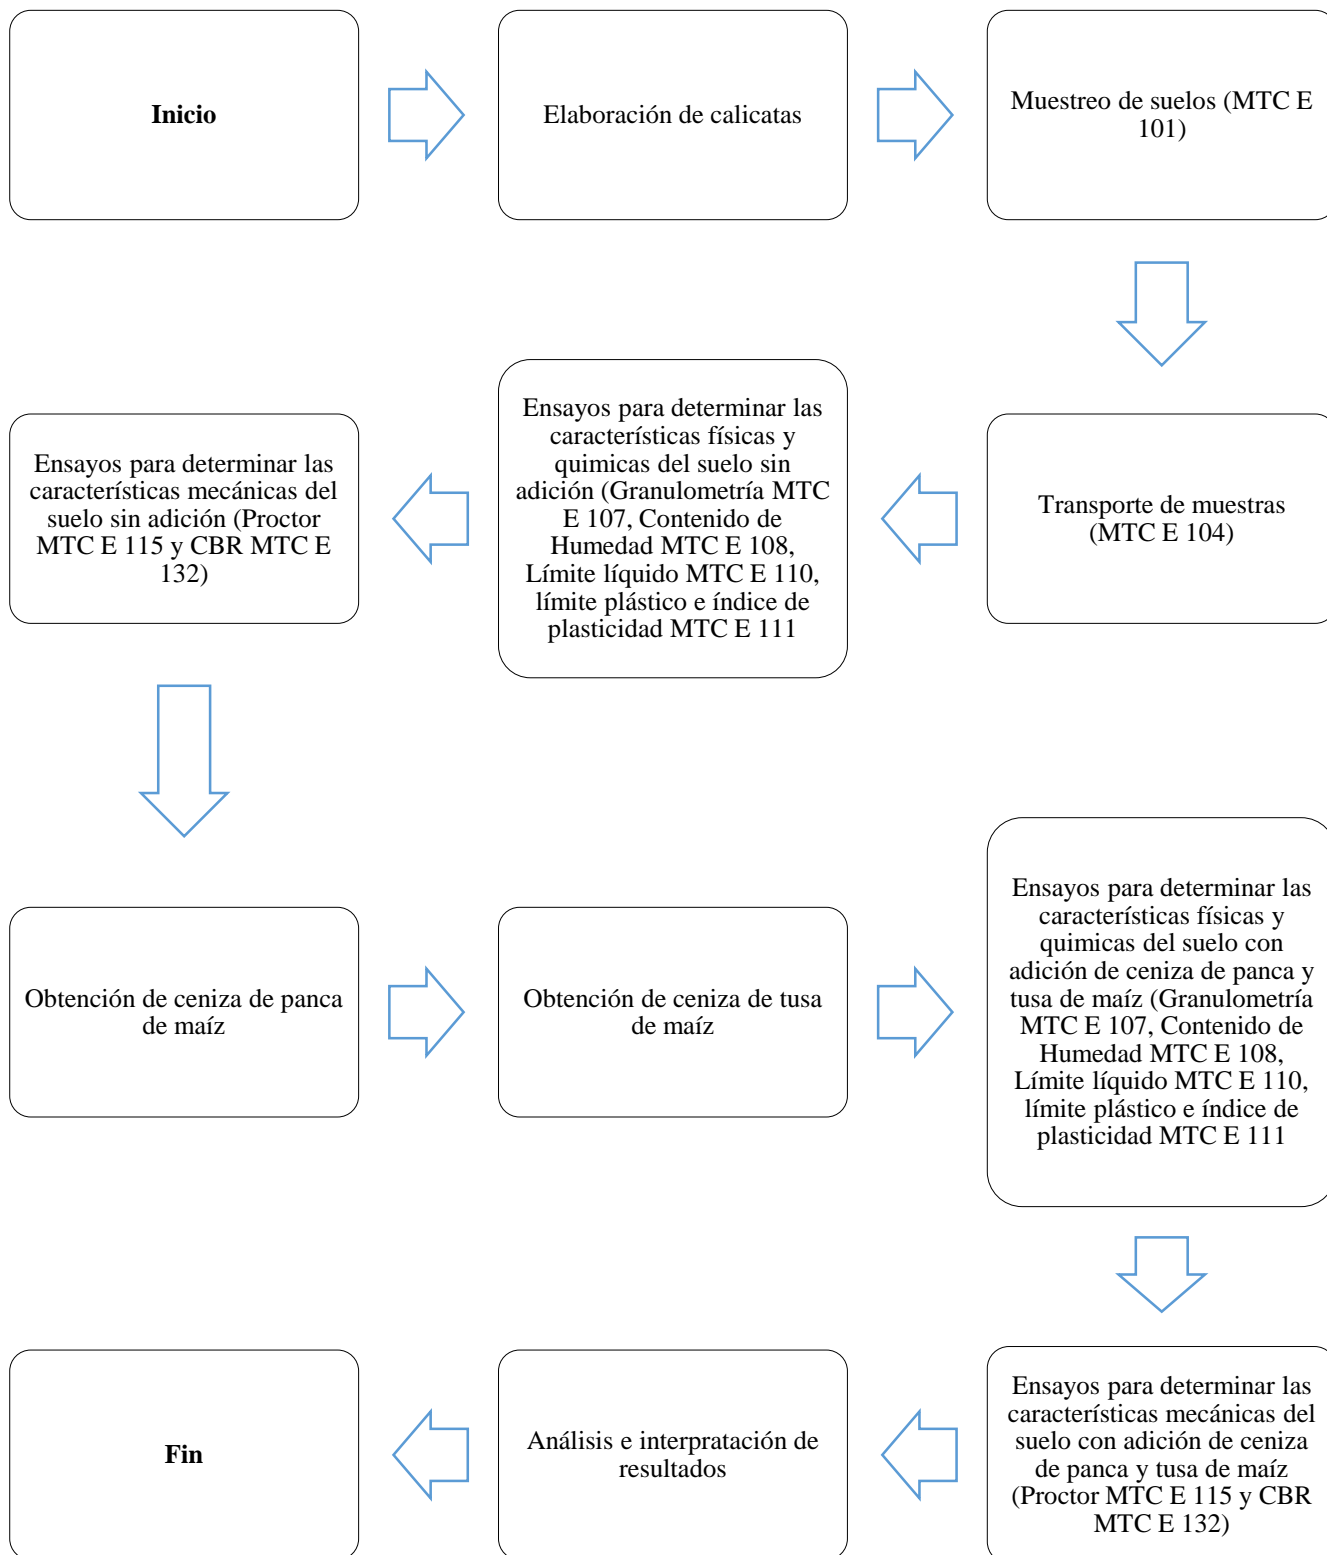 Inicio
Elaboración de calicatas
Muestreo de suelos (MTC E
101)
Transporte de muestras
(MTC E 104)
Ensayos para determinar las
características físicas y
quimicas del suelo sin
adición (Granulometría MTC
E 107, Contenido de
Humedad MTC E 108,
Límite líquido MTC E 110,
límite plástico e índice de
plasticidad MTC E 111
Ensayos para determinar las
características mecánicas del
suelo sin adición (Proctor
MTC E 115 y CBR MTC E
132)
Obtención de ceniza de panca
de maíz
Obtención de ceniza de tusa
de maíz
Ensayos para determinar las
características físicas y
quimicas del suelo con
adición de ceniza de panca y
tusa de maíz (Granulometría
MTC E 107, Contenido de
Humedad MTC E 108,
Límite líquido MTC E 110,
límite plástico e índice de
plasticidad MTC E 111
Ensayos para determinar las
características mecánicas del
suelo con adición de ceniza
de panca y tusa de maíz
(Proctor MTC E 115 y CBR
MTC E 132)
Análisis e interpratación de
resultados
Fin